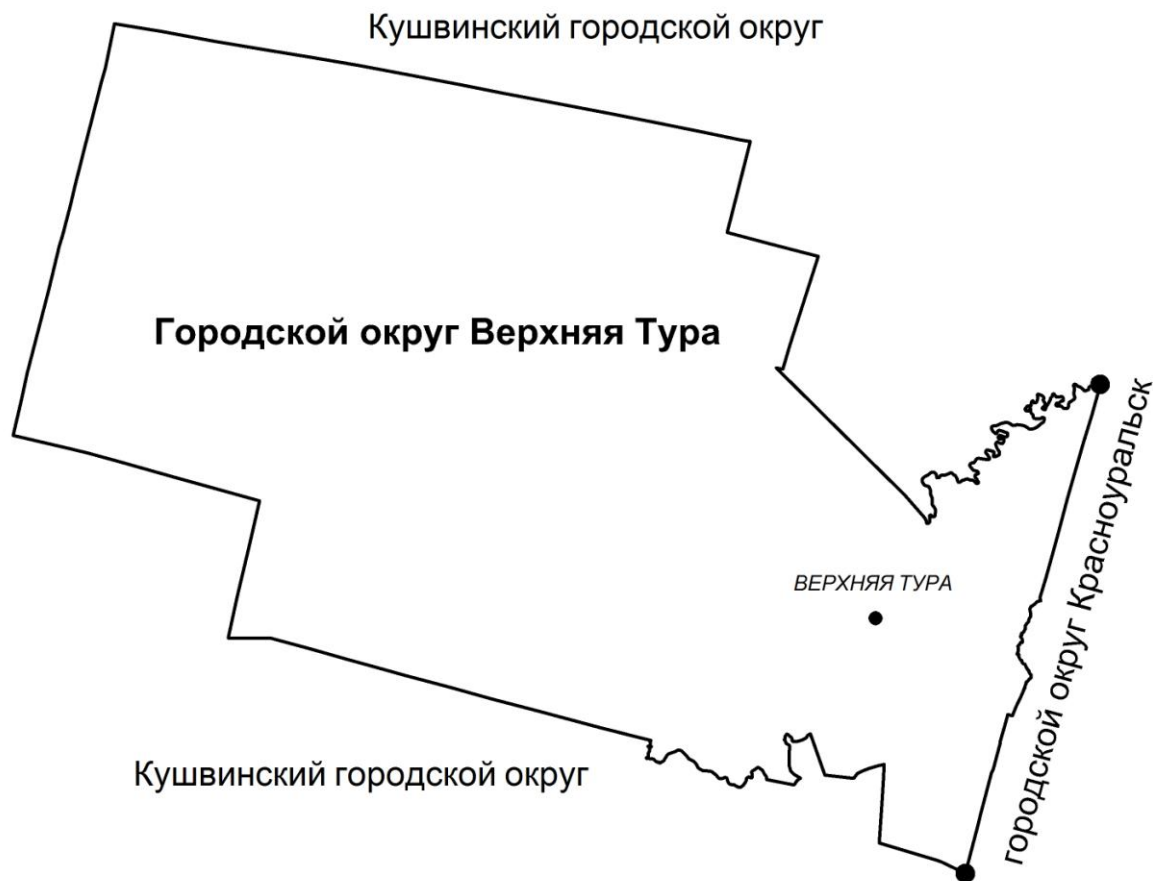 Кушвинский городской округ
Городской округ Верхняя Тура
городской округ Красноуральск
ВЕРХНЯЯ ТУРА
Кушвинский городской округ